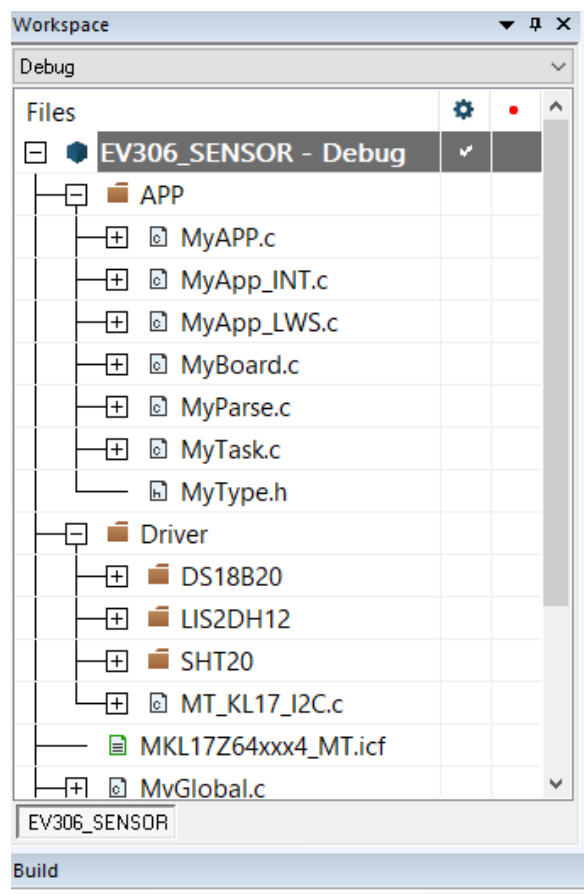 Workspace
Debug
Files
EV306_SENSOR - Debug
APP
MyAPP.c
MyApp_INT.c
MyApp_LWS.c
MyBoard.c
MyParse.c
MyTask.c
MyType.h
Driver
DS18B20
LIS2DH12
SHT20
MT_KL17_I2C.c
MKL17Z64xxx4_MT.icf
MyGlobal.c
EV306_SENSOR
Build